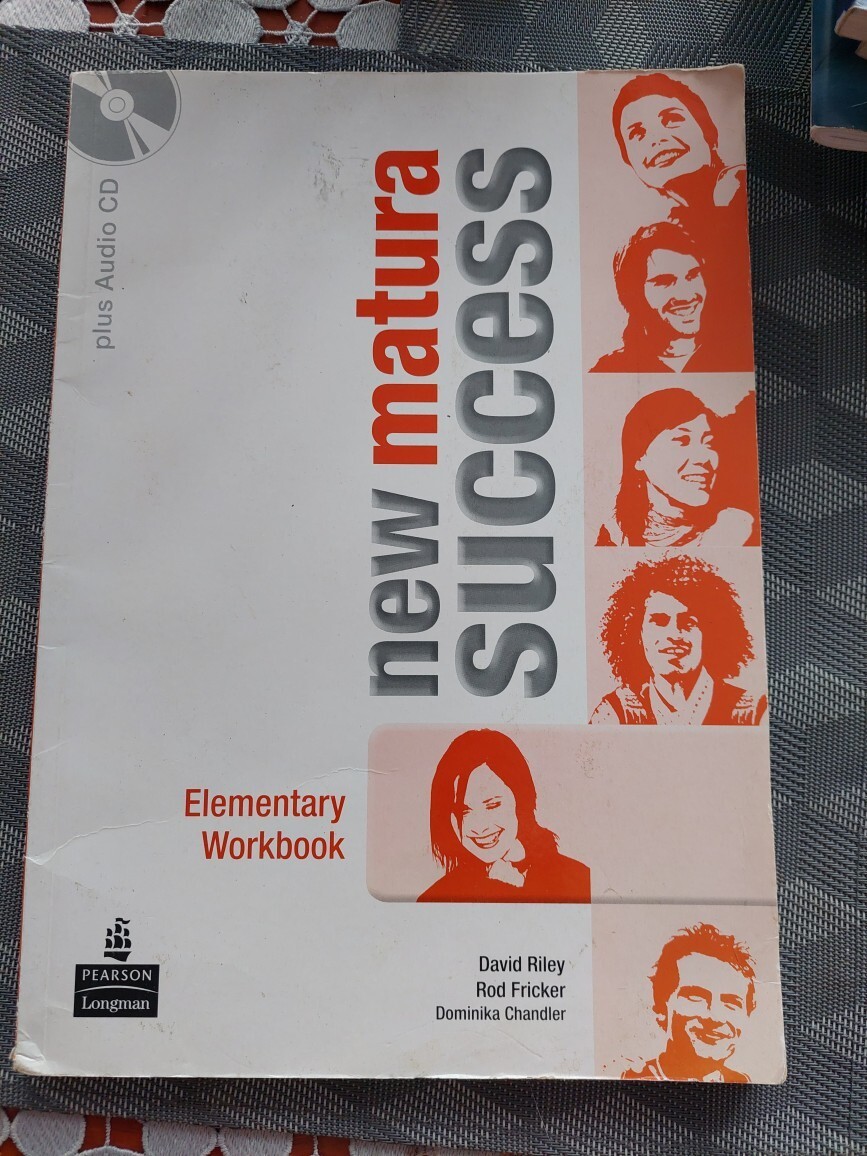 plus Audio CD
new matura
success
Elementary
Workbook
PEARSON
Longman
David Riley
Rod Fricker
Dominika Chandler